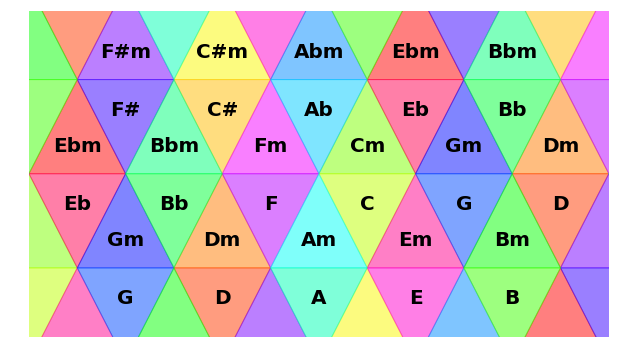 F#m C#m Abm Ebm Bbm
F# C# Ab Eb Bb
Ebm Bbm Fm Cm Gm Dm
Eb Bb F C G D
Gm Dm Am Em Bm
G D A E B